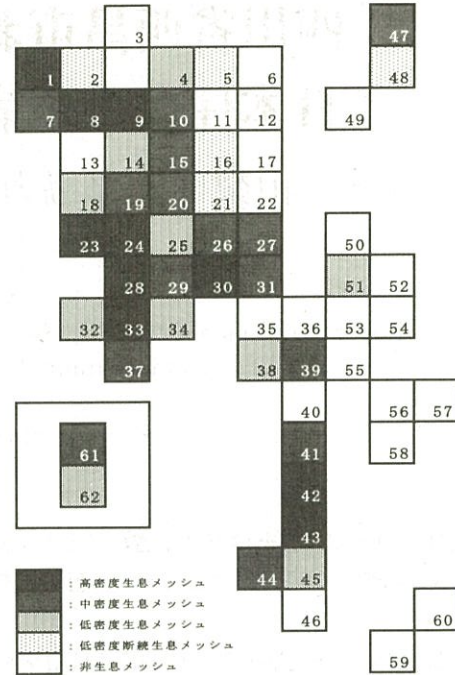 3
47
1 2 4 5 6
48
7 8 9 10 11 12
49
13 14 15 16 17
18 19 20 21 22
23 24 25 26 27
50
28 29 30 31
51 52
32 33 34 35 36 53 54
37 38 39 55
40 56 57
61 41 58
62 42
43
44 45
46 60
59
: 高密度生息メッシュ
: 中密度生息メッシュ
: 低密度生息メッシュ
: 低密度断続生息メッシュ
: 非生息メッシュ